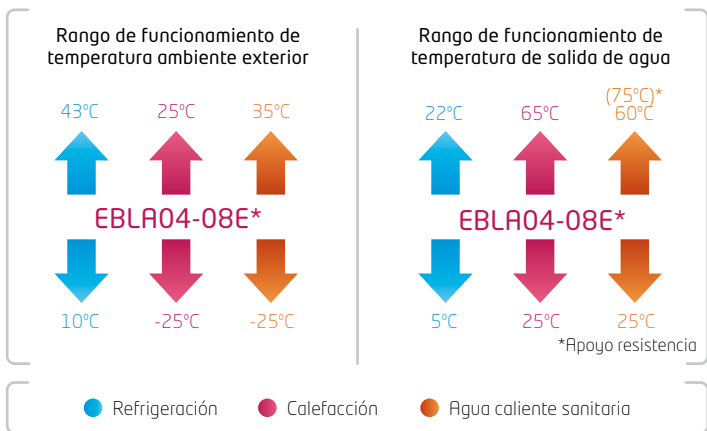 Rango de funcionamiento de
temperatura ambiente exterior
43ºC 25ºC 35ºC
EBLA04-08E*
10ºC -25ºC -25ºC
Rango de funcionamiento de
temperatura de salida de agua
(75ºC)*
22ºC 65ºC 60ºC
EBLA04-08E*
5ºC 25ºC 25ºC
*Apoyo resistencia
Refrigeración Calefacción Agua caliente sanitaria